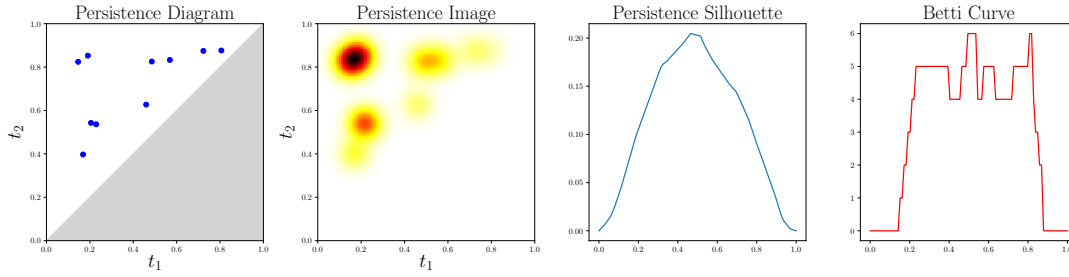 Persistence Diagram
1.0
0.8
0.6
0.4
0.2
0.0
t₂
0.0 0.2 0.4 0.6 0.8 1.0
t₁
Persistence Image
1.0
0.8
0.6
0.4
0.2
0.0
t₂
0.0 0.2 0.4 0.6 0.8 1.0
t₁
Persistence Silhouette
0.20
0.15
0.10
0.05
0.00
0.0 0.2 0.4 0.6 0.8 1.0
Betti Curve
6
5
4
3
2
1
0
0.0 0.2 0.4 0.6 0.8 1.0